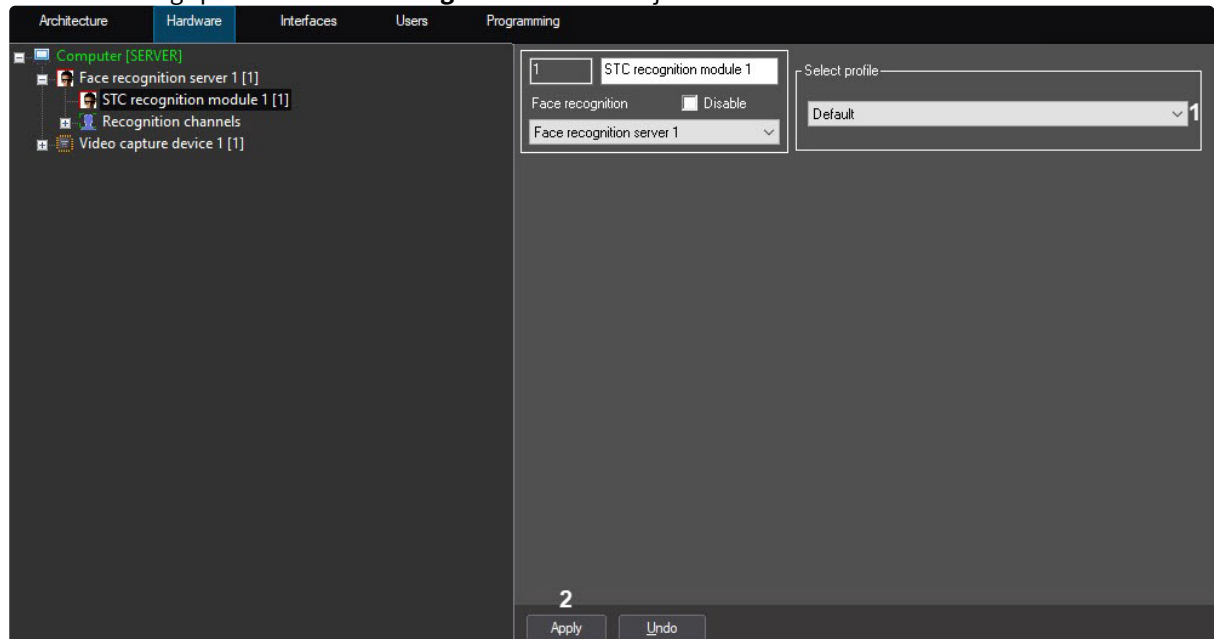 Architecture Hardware Interfaces Users Programming
Computer [SERVER]
Face recognition server 1 [1]
STC recognition module 1 [1]
Recognition channels
Video capture device 1 [1]
1 STC recognition module 1
Face recognition Disable
Face recognition server 1
Select profile
Default 1
2
Apply Undo